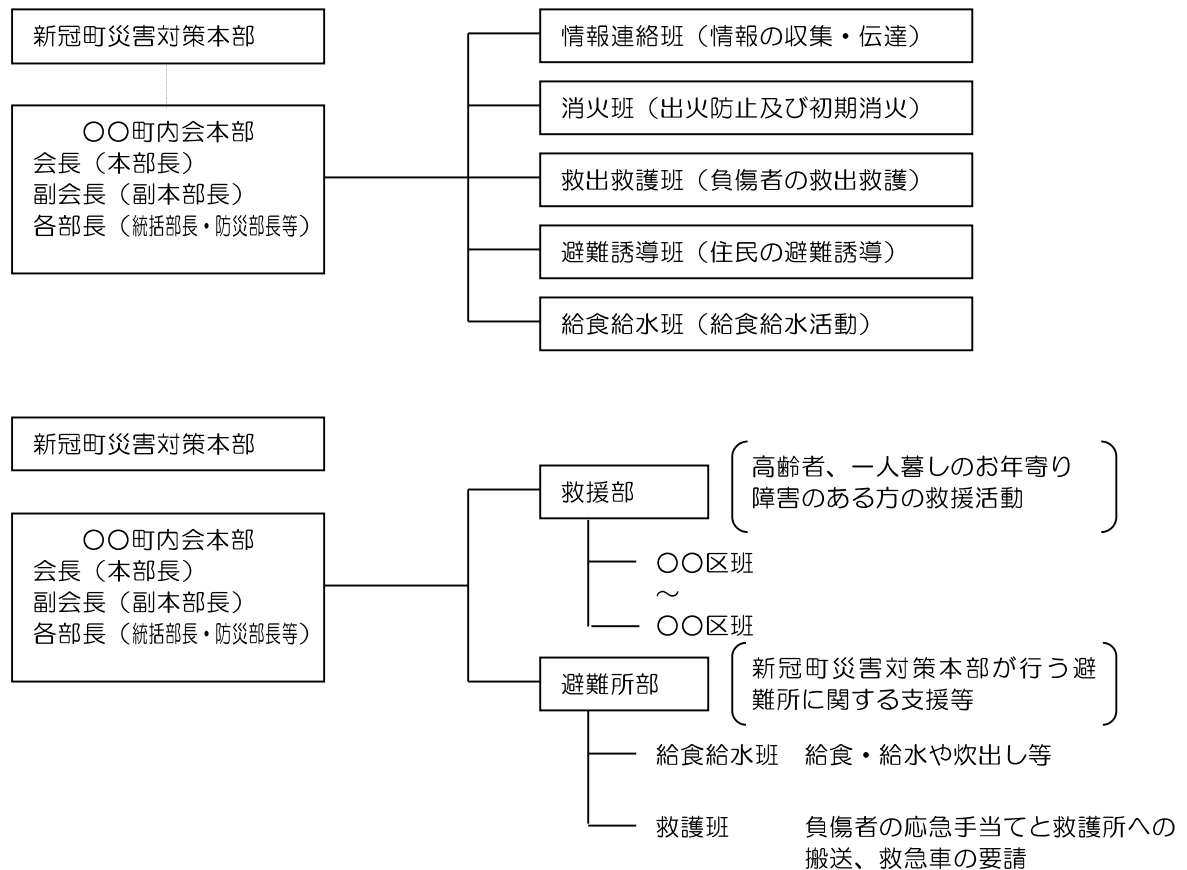 新冠町災害対策本部
〇〇町内会本部
会長（本部長）
副会長（副本部長）
各部長（統括部長・防災部長等）
情報連絡班（情報の収集・伝達）
消火班（出火防止及び初期消火）
救出救護班（負傷者の救出救護）
避難誘導班（住民の避難誘導）
給食給水班（給食給水活動）
新冠町災害対策本部
〇〇町内会本部
会長（本部長）
副会長（副本部長）
各部長（統括部長・防災部長等）
救援部
高齢者、一人暮しのお年寄り
障害のある方の救援活動
〇〇区班
～
〇〇区班
避難所部
新冠町災害対策本部が行う避
難所に関する支援等
給食給水班　給食・給水や炊出し等
救護班　負傷者の応急手当てと救護所への
搬送、救急車の要請